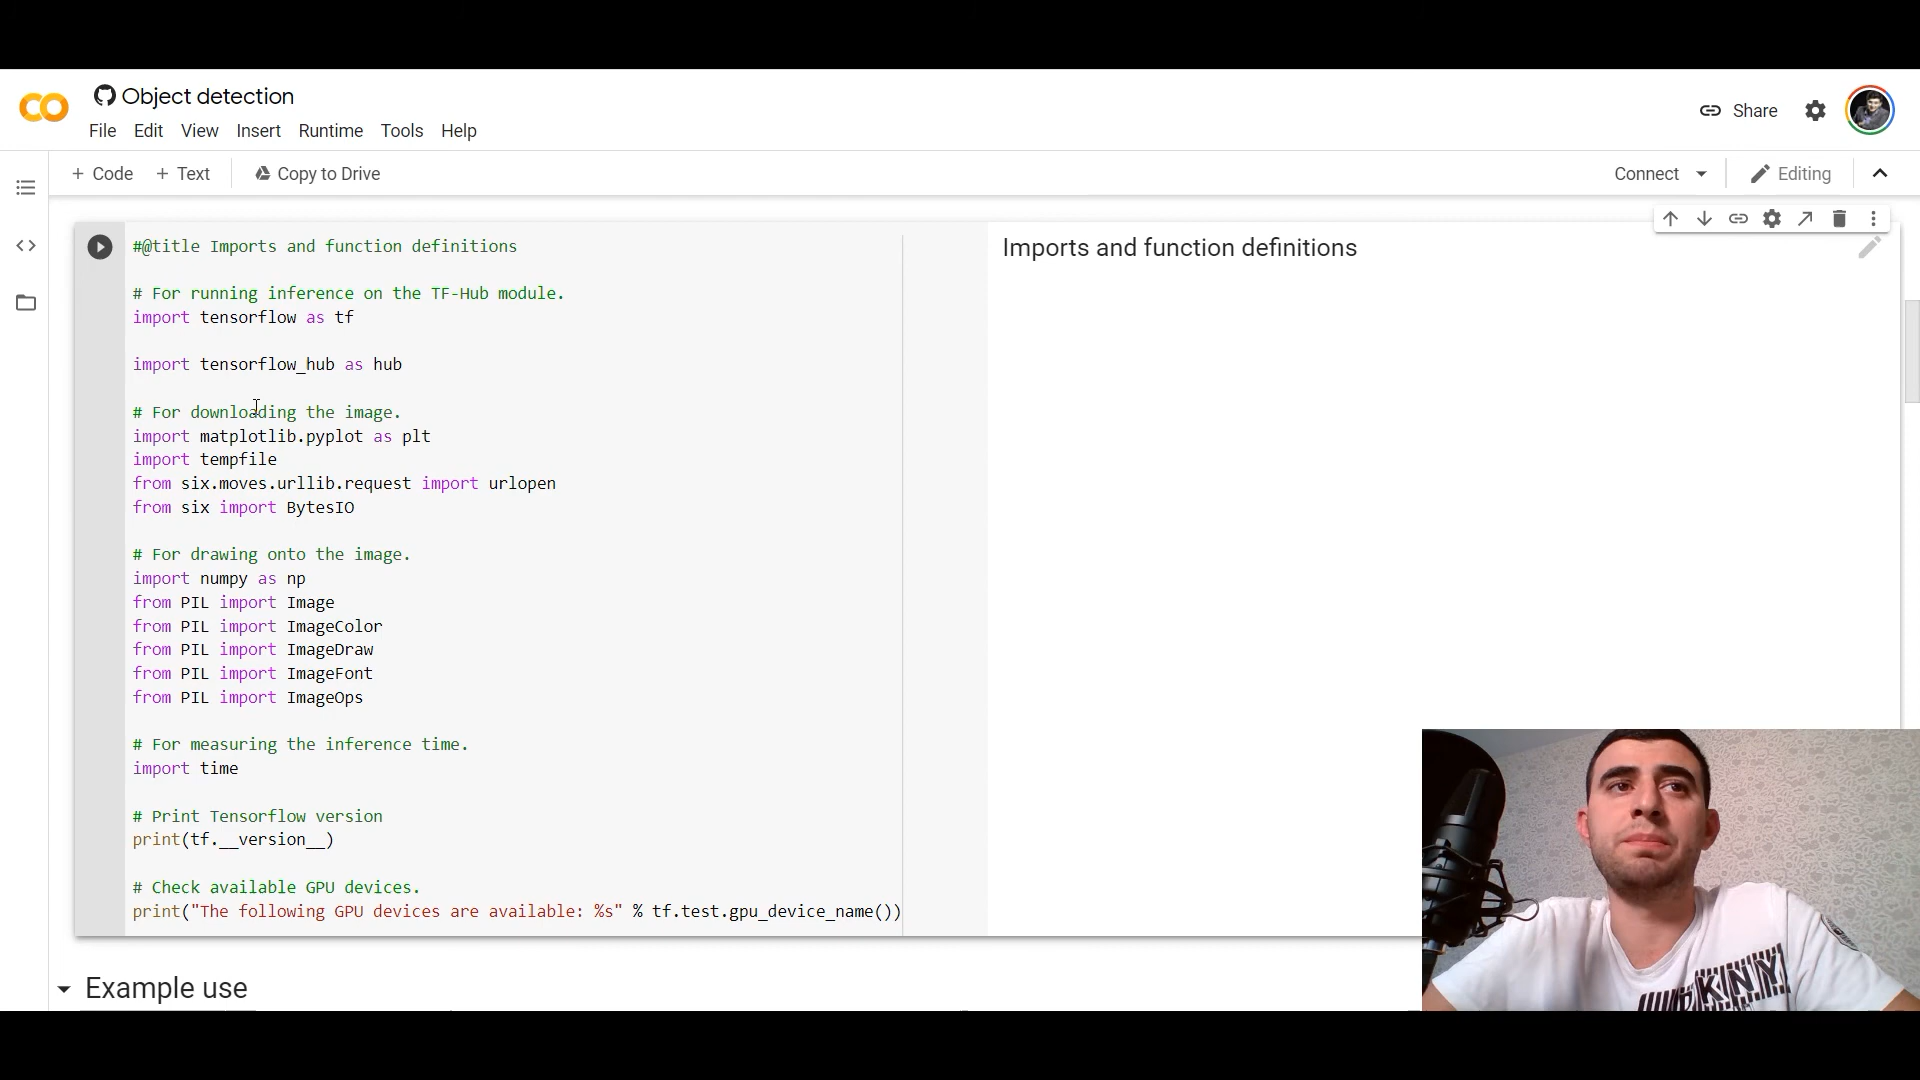 Object detection
File Edit View Insert Runtime Tools Help
Share
+ Code + Text Copy to Drive
Connect
Editing
#@title Imports and function definitions
# For running inference on the TF-Hub module.
import tensorflow as tf
import tensorflow_hub as hub
# For downloading the image.
import matplotlib.pyplot as plt
import tempfile
from six.moves.urllib.request import urlopen
from six import BytesIO
# For drawing onto the image.
import numpy as np
from PIL import Image
from PIL import ImageColor
from PIL import ImageDraw
from PIL import ImageFont
from PIL import ImageOps
# For measuring the inference time.
import time
# Print Tensorflow version
print(tf.__version__)
# Check available GPU devices.
print("The following GPU devices are available: %s" % tf.test.gpu_device_name())
Imports and function definitions
Example use
DKNY